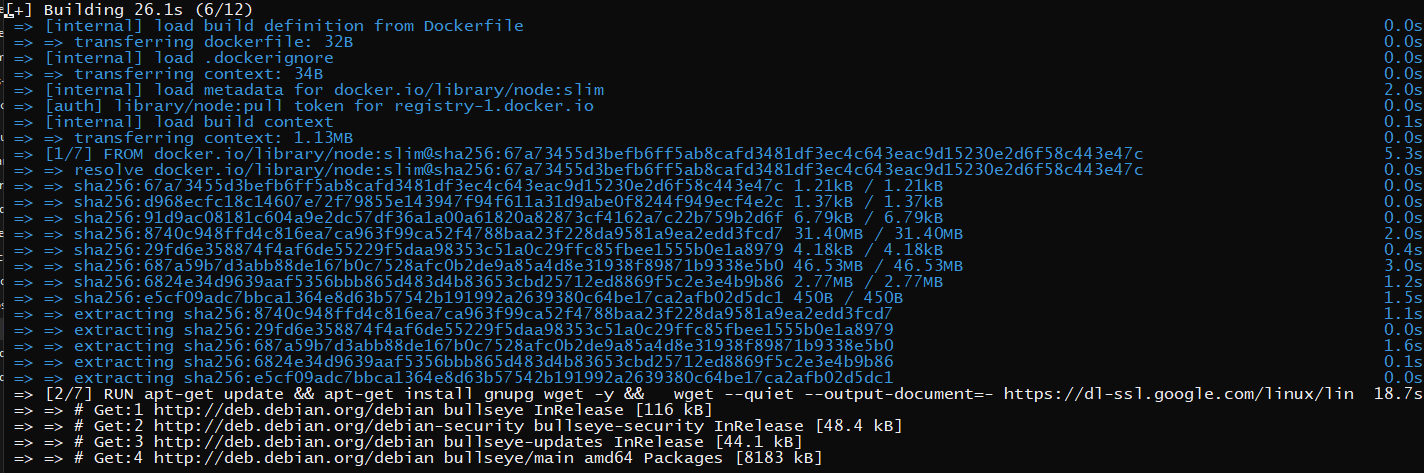 [+] Building 26.1s (6/12)
=> [internal] load build definition from Dockerfile 0.0s
=> => transferring dockerfile: 32B 0.0s
=> [internal] load .dockerignore 0.0s
=> => transferring context: 34B 0.0s
=> [internal] load metadata for docker.io/library/node:slim 2.0s
=> [auth] library/node:pull token for registry-1.docker.io 0.0s
=> [internal] load build context 0.1s
=> => transferring context: 1.13MB 0.0s
=> [1/7] FROM docker.io/library/node:slim@sha256:67a73455d3befb6ff5ab8cafd3481df3ec4c643eac9d15230e2d6f58c443e47c 5.3s
=> => resolve docker.io/library/node:slim@sha256:67a73455d3befb6ff5ab8cafd3481df3ec4c643eac9d15230e2d6f58c443e47c 0.0s
=> => sha256:67a73455d3befb6ff5ab8cafd3481df3ec4c643eac9d15230e2d6f58c443e47c 1.21kB / 1.21kB 0.0s
=> => sha256:d968ecfc18c14607e72f79855e143947f94f611a31d9abe0f8244f949ecf4e2c 1.37kB / 1.37kB 0.0s
=> => sha256:91d9ac08181c604a9e2dc57df36a1a00a61820a82873cf4162a7c22b759b2d6f 6.79kB / 6.79kB 0.0s
=> => sha256:8740c948ffd4c816ea7ca963f99ca52f4788baa23f228da9581a9ea2edd3fcd7 31.40MB / 31.40MB 2.0s
=> => sha256:29fd6e358874f4af6de55229f5daa98353c51a0c29ffc85fbee1555b0e1a8979 4.18kB / 4.18kB 0.4s
=> => sha256:687a59b7d3abb88de167b0c7528afc0b2de9a85a4d8e31938f89871b9338e5b0 46.53MB / 46.53MB 3.0s
=> => sha256:6824e34d9639aaf5356bbb865d483d4b83653cbd25712ed8869f5c2e3e4b9b86 2.77MB / 2.77MB 1.2s
=> => sha256:e5cf09adc7bbca1364e8d63b57542b191992a2639380c64be17ca2afb02d5dc1 450B / 450B 1.5s
=> => extracting sha256:8740c948ffd4c816ea7ca963f99ca52f4788baa23f228da9581a9ea2edd3fcd7 1.1s
=> => extracting sha256:29fd6e358874f4af6de55229f5daa98353c51a0c29ffc85fbee1555b0e1a8979 0.0s
=> => extracting sha256:687a59b7d3abb88de167b0c7528afc0b2de9a85a4d8e31938f89871b9338e5b0 1.6s
=> => extracting sha256:6824e34d9639aaf5356bbb865d483d4b83653cbd25712ed8869f5c2e3e4b9b86 0.1s
=> => extracting sha256:e5cf09adc7bbca1364e8d63b57542b191992a2639380c64be17ca2afb02d5dc1 0.0s
=> [2/7] RUN apt-get update && apt-get install gnupg wget -y &&   wget --quiet --output-document=- https://dl-ssl.google.com/linux/lin 18.7s
=> => # Get:1 http://deb.debian.org/debian bullseye InRelease [116 kB]
=> => # Get:2 http://deb.debian.org/debian-security bullseye-security InRelease [48.4 kB]
=> => # Get:3 http://deb.debian.org/debian bullseye-updates InRelease [44.1 kB]
=> => # Get:4 http://deb.debian.org/debian bullseye/main amd64 Packages [8183 kB]